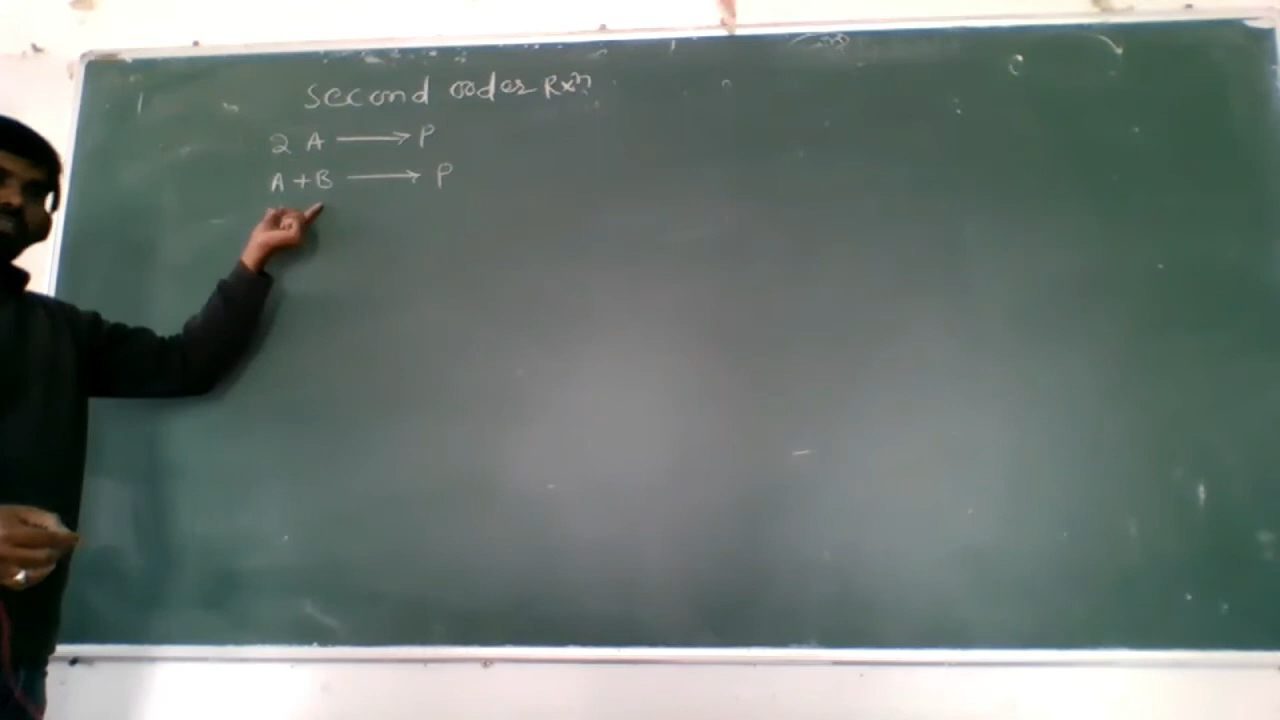 second order Rxn
2 A ⟶ P
A + B ⟶ P